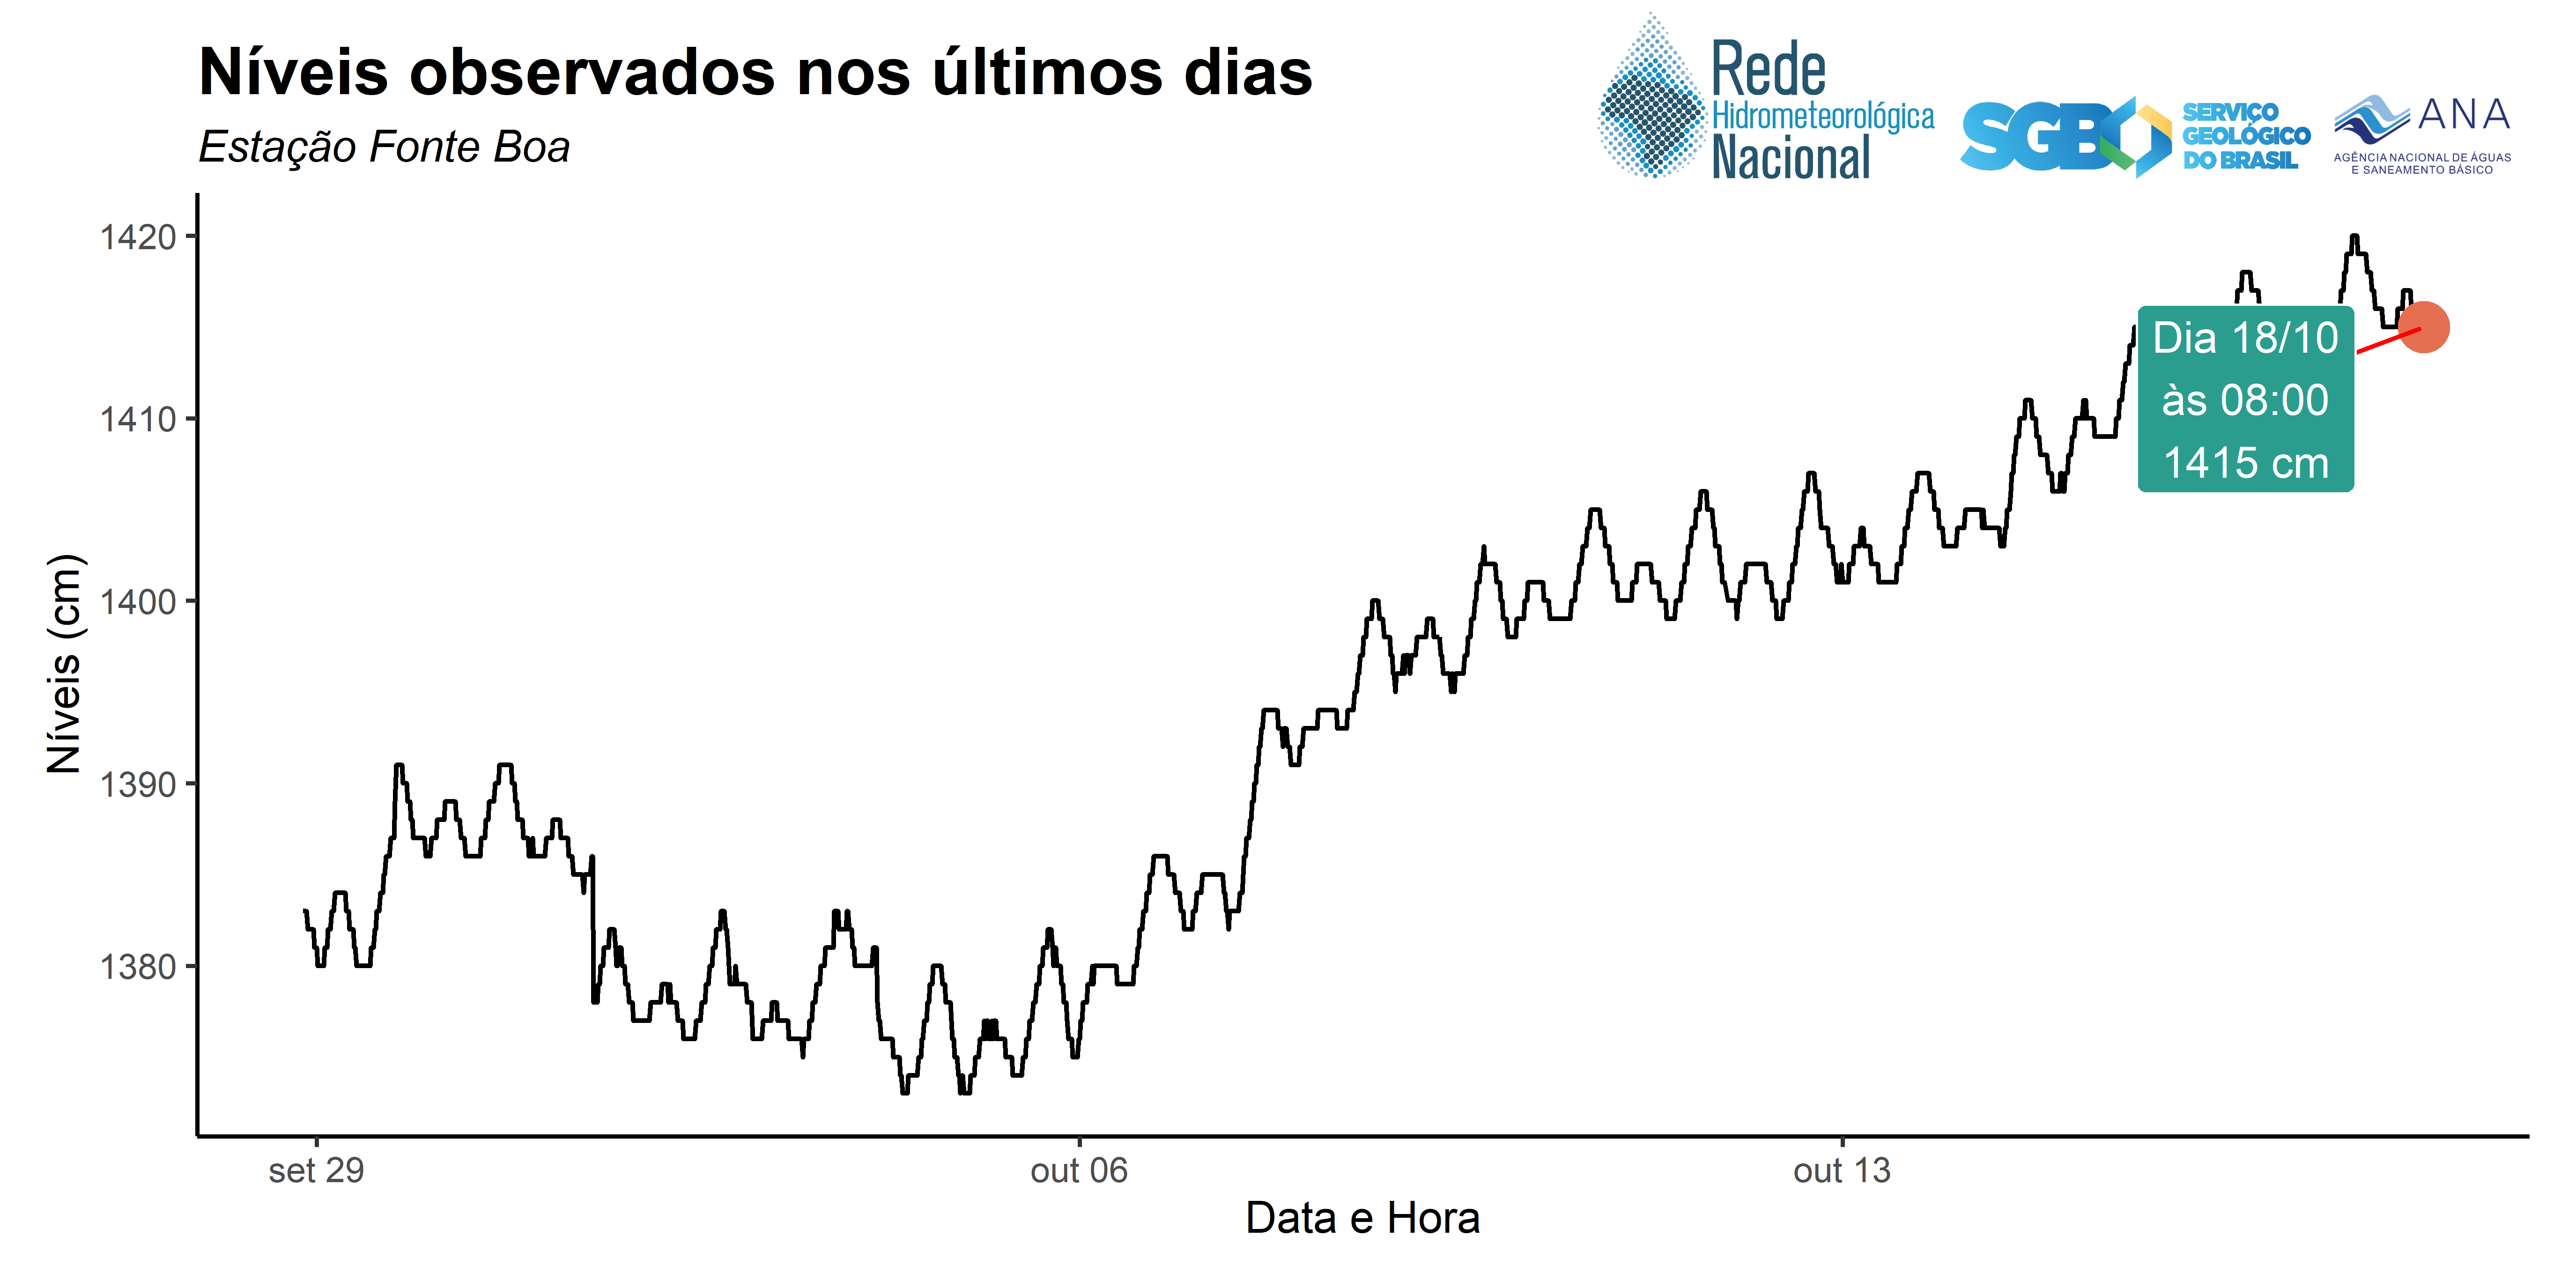 Níveis observados nos últimos dias
Estação Fonte Boa
Rede
Hidrometeorológica
Nacional
SGB
SERVIÇO
GEOLÓGICO
DO BRASIL
ANA
AGÊNCIA NACIONAL DE ÁGUAS
E SANEAMENTO BÁSICO
1420
1410
1400
1390
1380
Níveis (cm)
Dia 18/10
às 08:00
1415 cm
set 29
out 06
out 13
Data e Hora